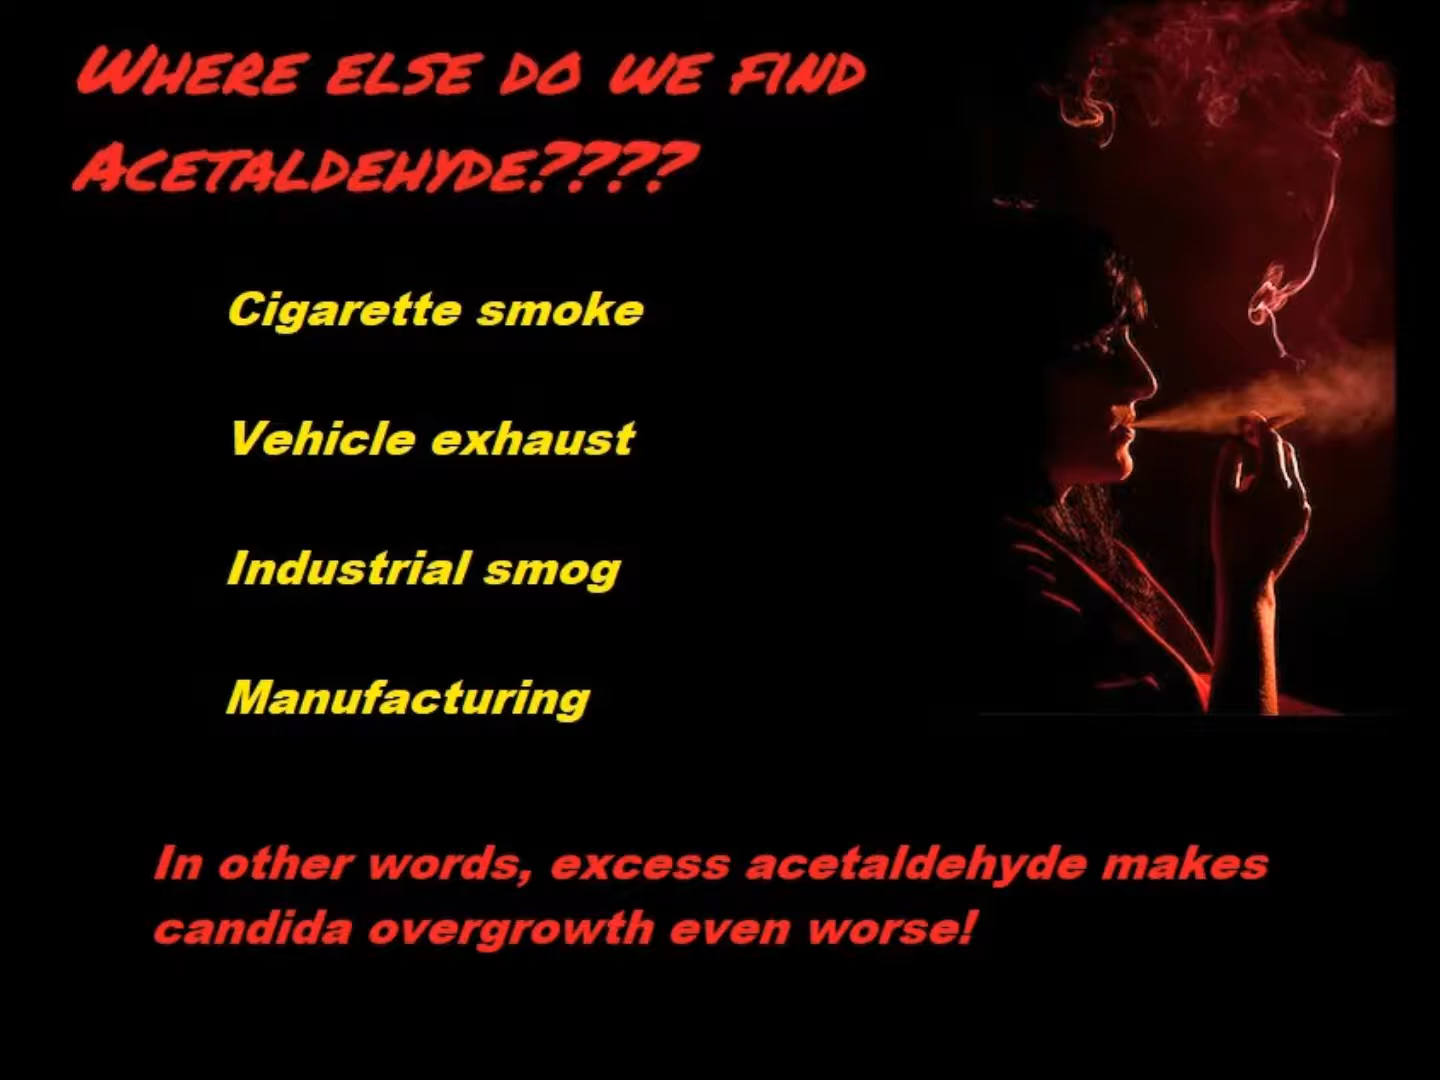 Where else do we find
Acetaldehyde????
Cigarette smoke
Vehicle exhaust
Industrial smog
Manufacturing
In other words, excess acetaldehyde makes
candida overgrowth even worse!